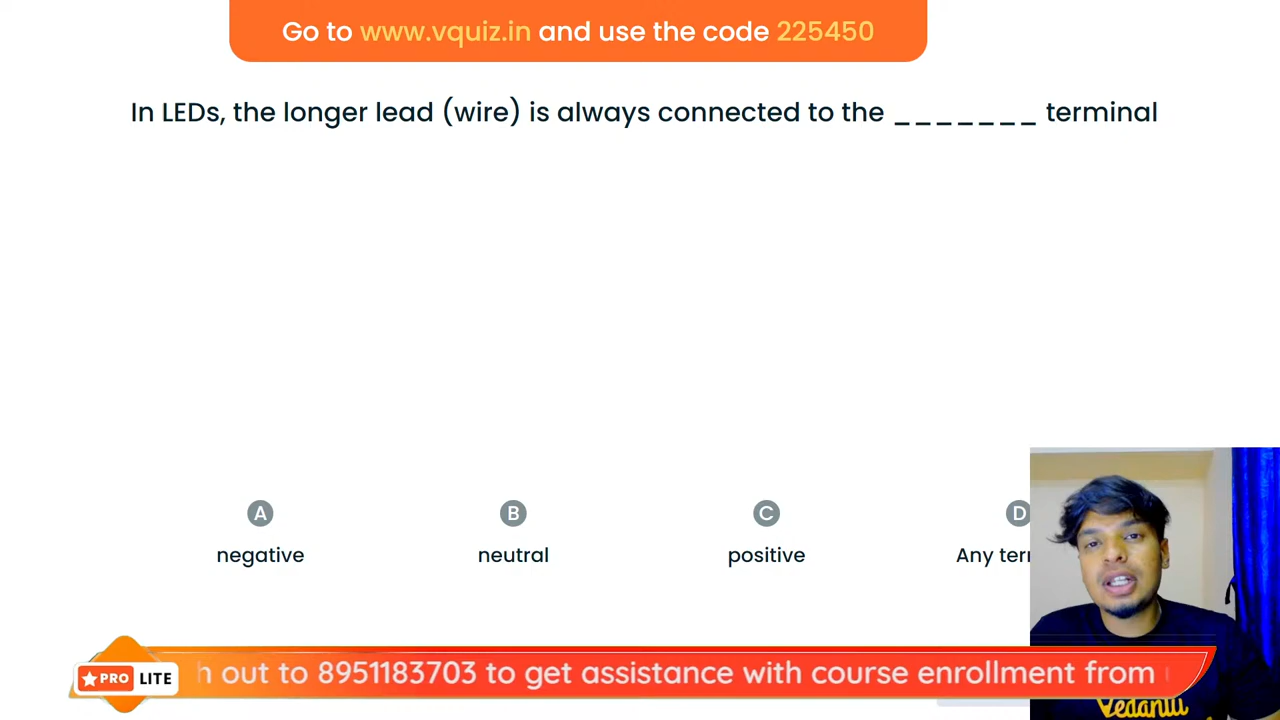 Go to www.vquiz.in and use the code 225450
In LEDs, the longer lead (wire) is always connected to the _______ terminal
A
B
C
D
negative
neutral
positive
Any
PRO LITE
out to 8951183703 to get assistance with course enrollment from
Vedantu